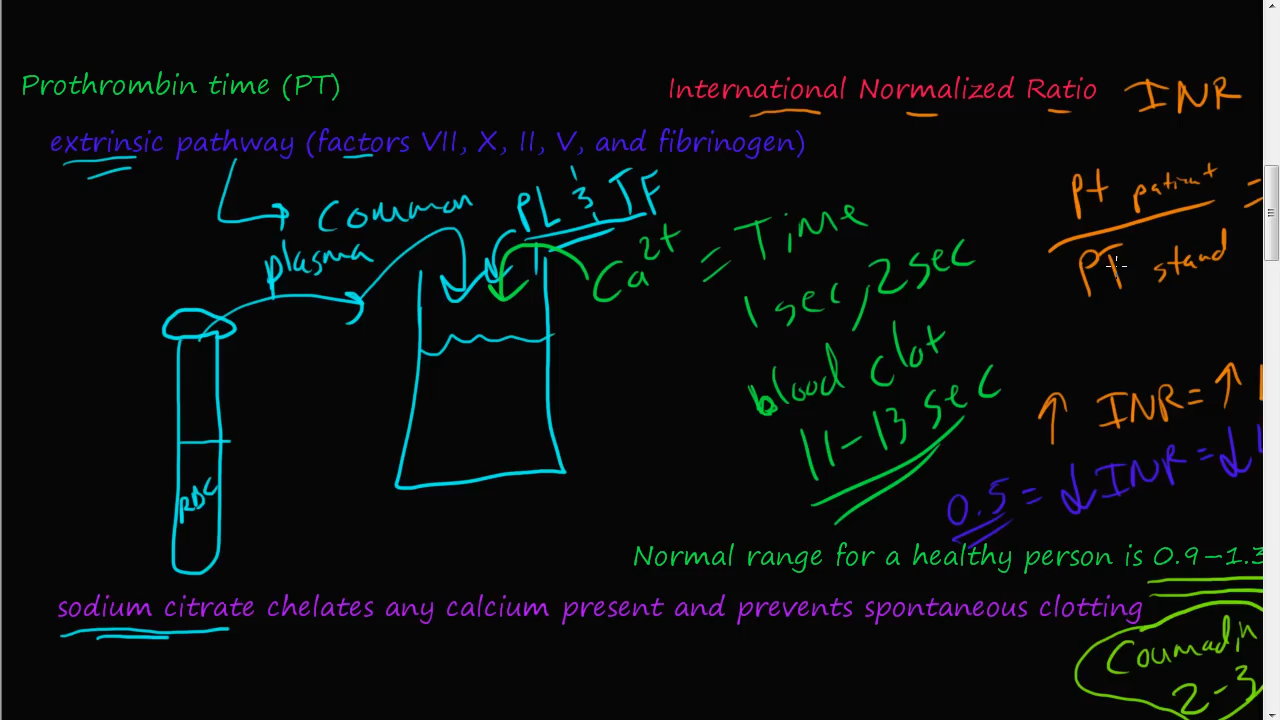 Prothrombin time (PT)
International Normalized Ratio INR
extrinsic pathway (factors VII, X, II, V, and fibrinogen)
Common
PL & TF
plasma
Ca2+ = Time
1 sec, 2 sec
blood clot
11-13 sec
Pt patient =
PT stand
↑ INR = ↑
0.5 = ↓ INR = ↓
RBC
Normal range for a healthy person is 0.9-1.3
sodium citrate chelates any calcium present and prevents spontaneous clotting
Coumadin
2-3